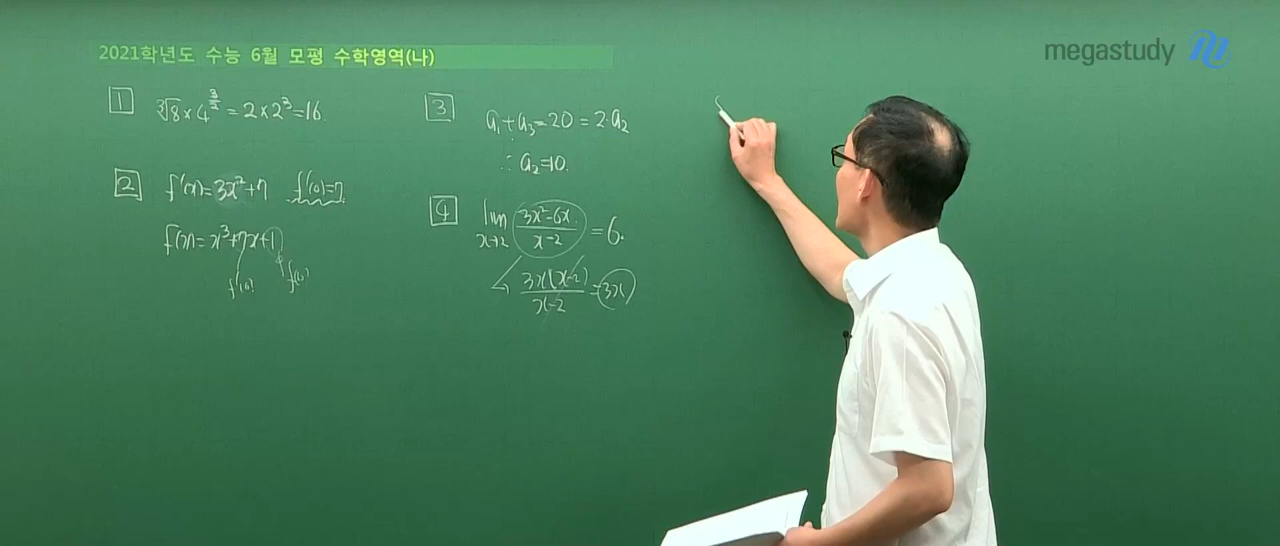 2021학년도 수능 6월 모평 수학영역(나)
megastudy
1
∛8 × 4^(3/2) = 2 × 2³ = 16.
2
f'(x) = 3x² + 7 f'(0) = 7
f(x) = x³ + 7x + 1
f'(0) f(0)
3
a₁ + a₃ = 20 = 2·a₂
∴ a₂ = 10.
4
lim x→2 (3x² - 6x)/(x - 2) = 6.
3x(x - 2)/(x - 2) = 3x